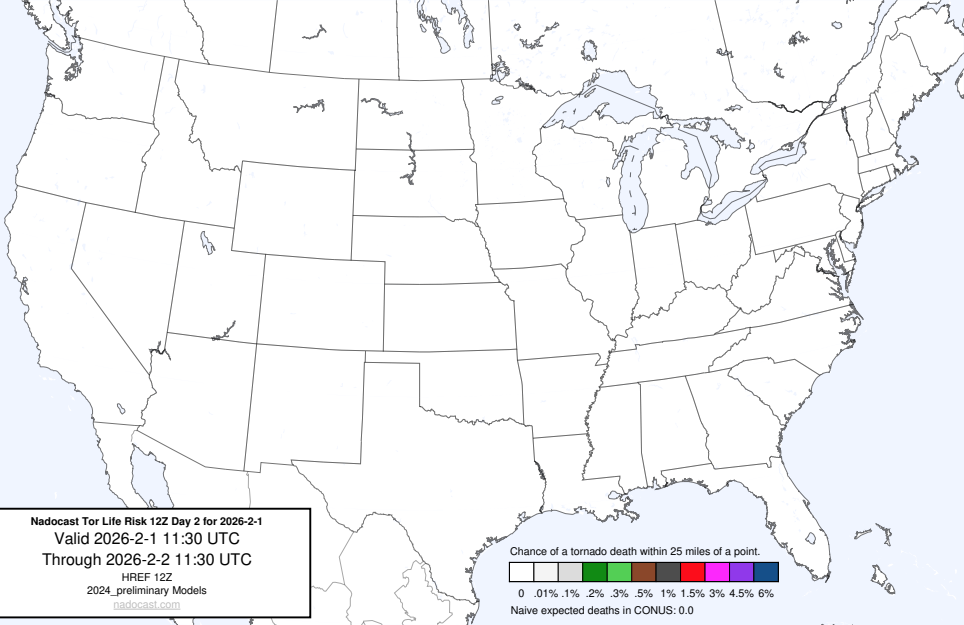 Nadocast Tor Life Risk 12Z Day 2 for 2026-2-1
Valid 2026-2-1 11:30 UTC
Through 2026-2-2 11:30 UTC
HREF 12Z
2024_preliminary Models
nadocast.com
Chance of a tornado death within 25 miles of a point.
0 .01% .1% .2% .3% .5% 1% 1.5% 3% 4.5% 6%
Naive expected deaths in CONUS: 0.0